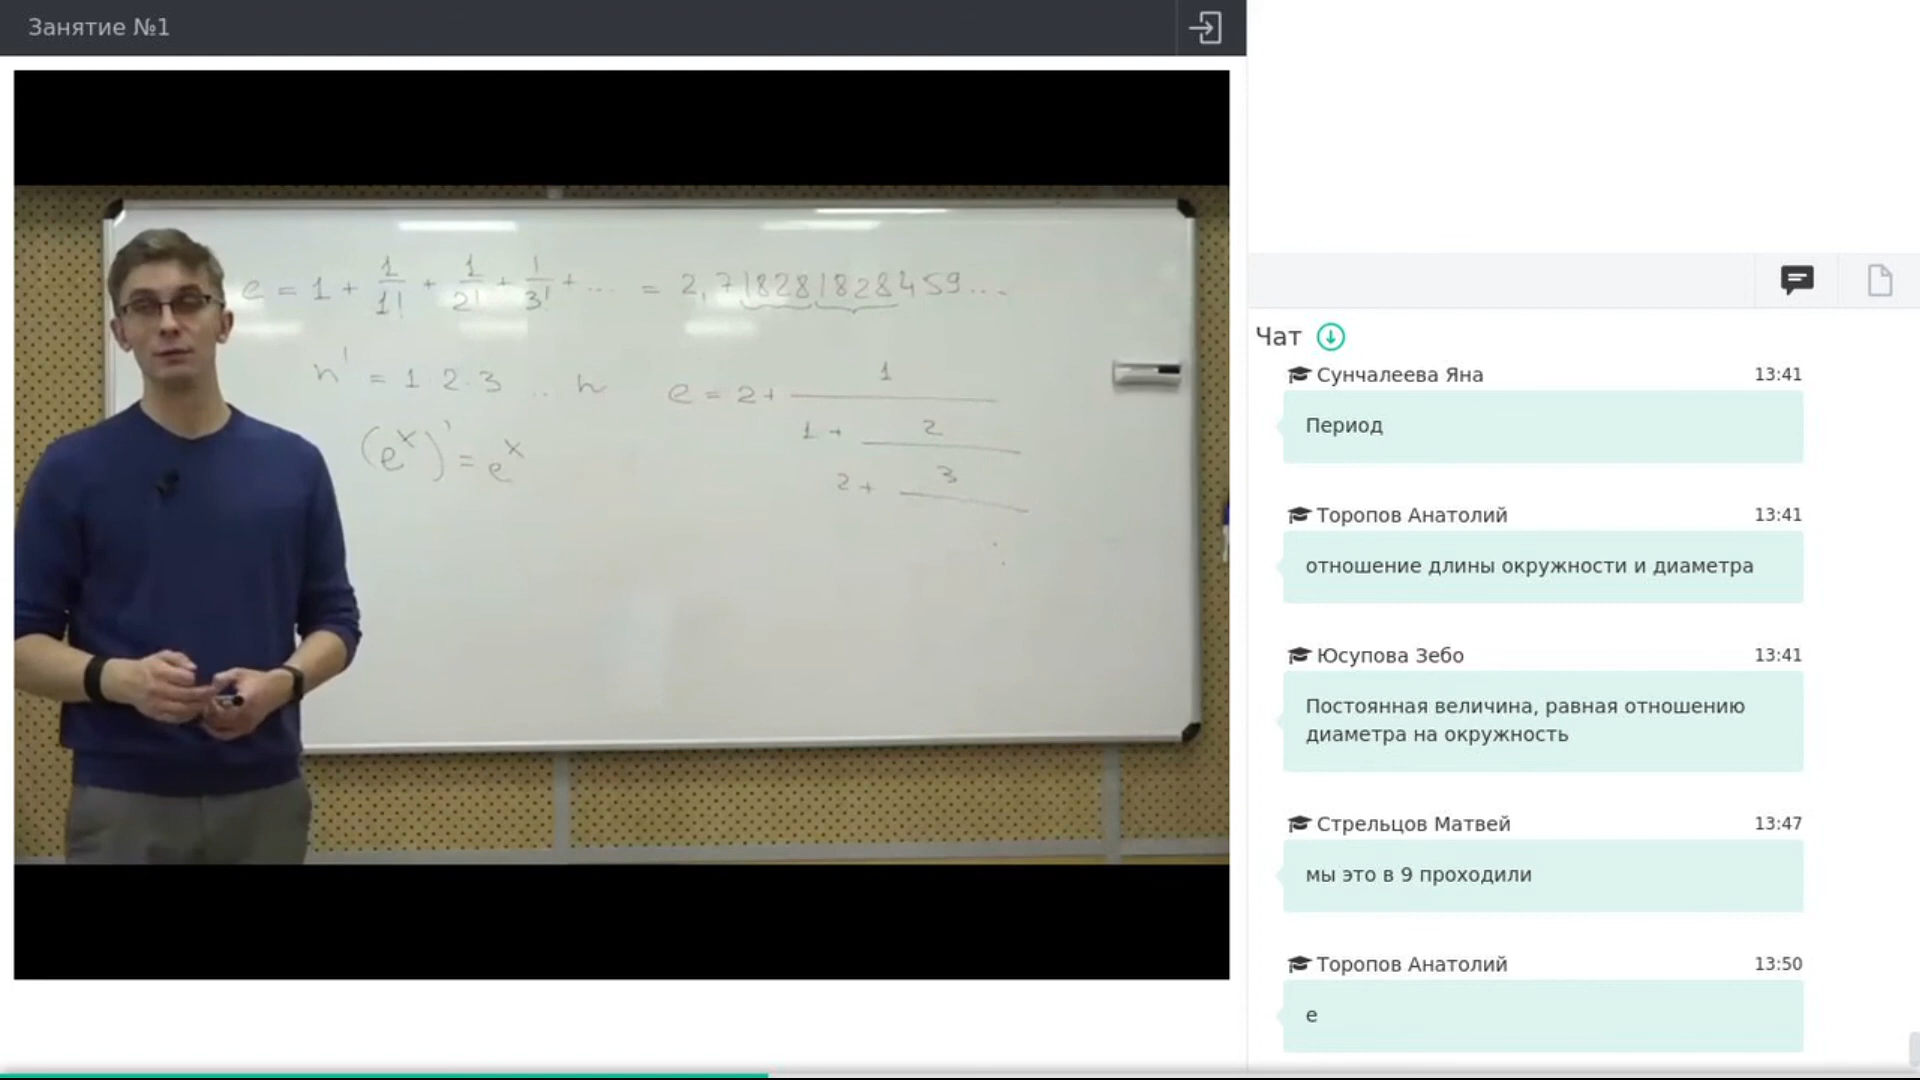 Занятие №1
e = 1 + 1/1! + 1/2! + 1/3! + ... = 2,718281828459...
n! = 1 2·3 ... n
e = 2 + 1
1 + 2
2 + 3
(e^x)' = e^x
Чат
Сунчалеева Яна 13:41
Период
Торопов Анатолий 13:41
отношение длины окружности и диаметра
Юсупова Зебо 13:41
Постоянная величина, равная отношению
диаметра на окружность
Стрельцов Матвей 13:47
мы это в 9 проходили
Торопов Анатолий 13:50
е